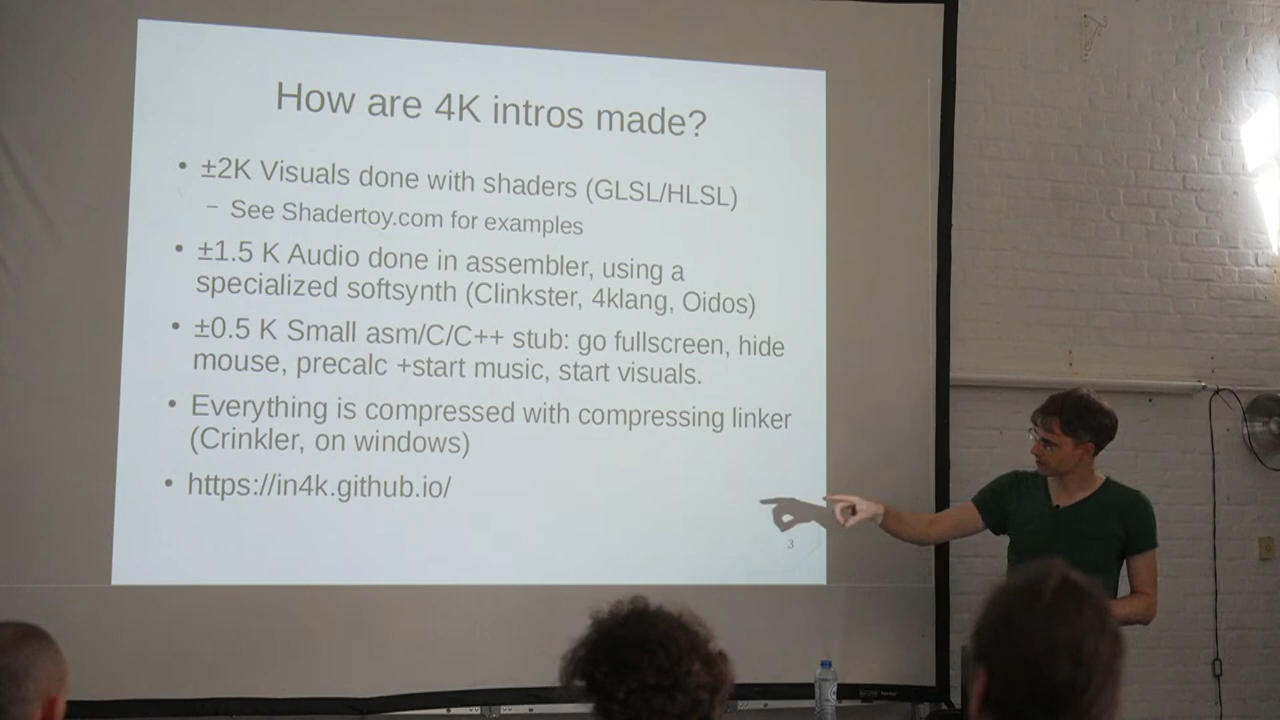 How are 4K intros made?
• ±2K Visuals done with shaders (GLSL/HLSL)
– See Shadertoy.com for examples
• ±1.5 K Audio done in assembler, using a
specialized softsynth (Clinkster, 4klang, Oidos)
• ±0.5 K Small asm/C/C++ stub: go fullscreen, hide
mouse, precalc +start music, start visuals.
• Everything is compressed with compressing linker
(Crinkler, on windows)
• https://in4k.github.io/
3